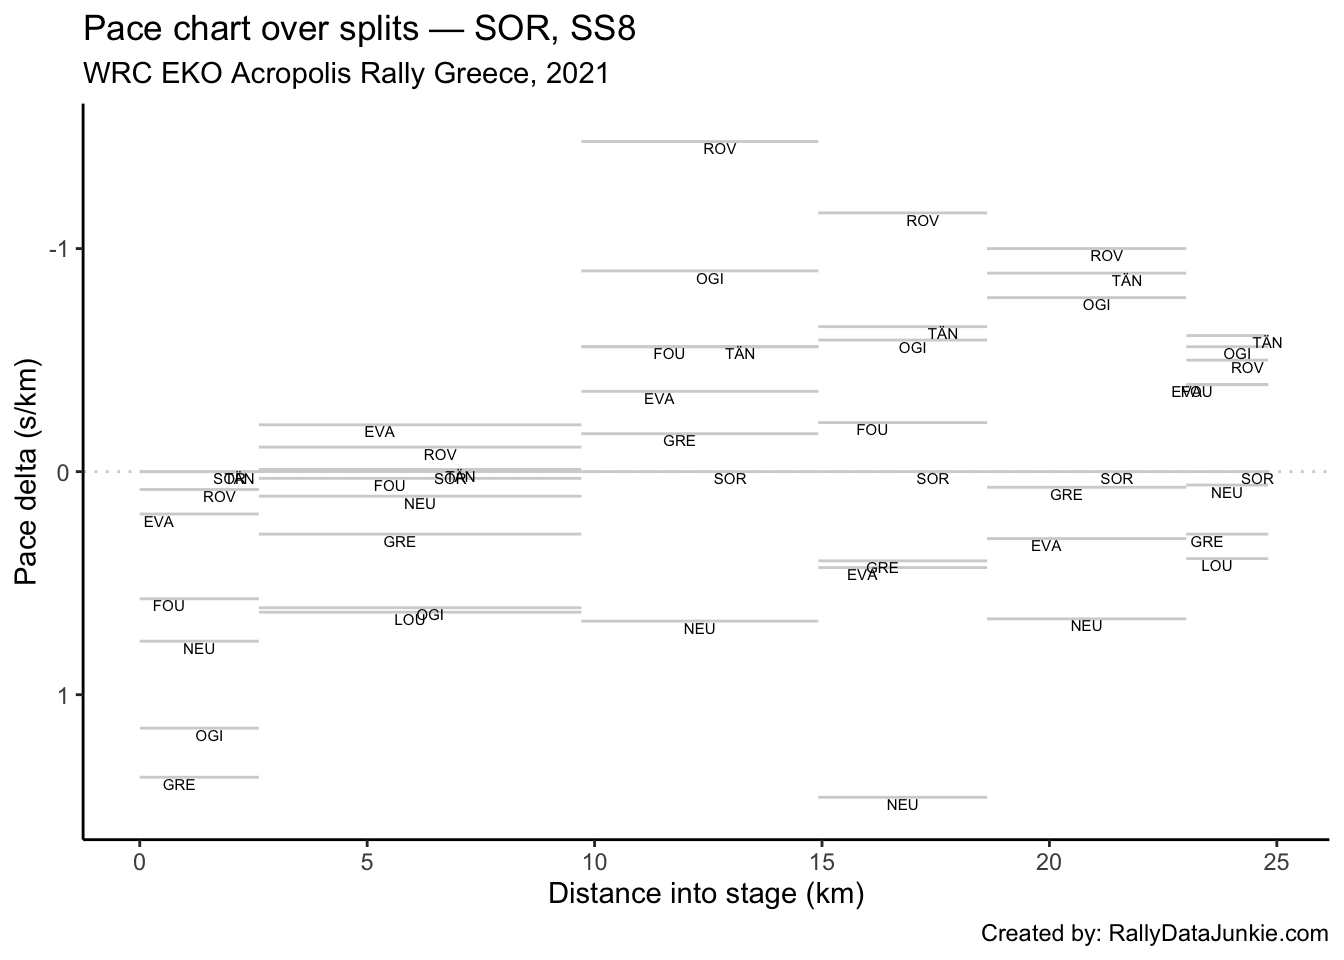 Pace chart over splits — SOR, SS8
WRC EKO Acropolis Rally Greece, 2021
Pace delta (s/km)
-1
0
1
SOR
TÄN
ROV
EVA
FOU
NEU
OGI
GRE
EVA
ROV
TÄN
SOR
FOU
NEU
GRE
OGI
LOU
ROV
OGI
FOU
TÄN
EVA
GRE
SOR
NEU
ROV
TÄN
OGI
FOU
SOR
GRE
EVA
NEU
ROV
TÄN
OGI
SOR
GRE
EVA
NEU
TÄN
OGI
ROV
EVA
FOU
SOR
NEU
GRE
LOU
0 5 10 15 20 25
Distance into stage (km)
Created by: RallyDataJunkie.com